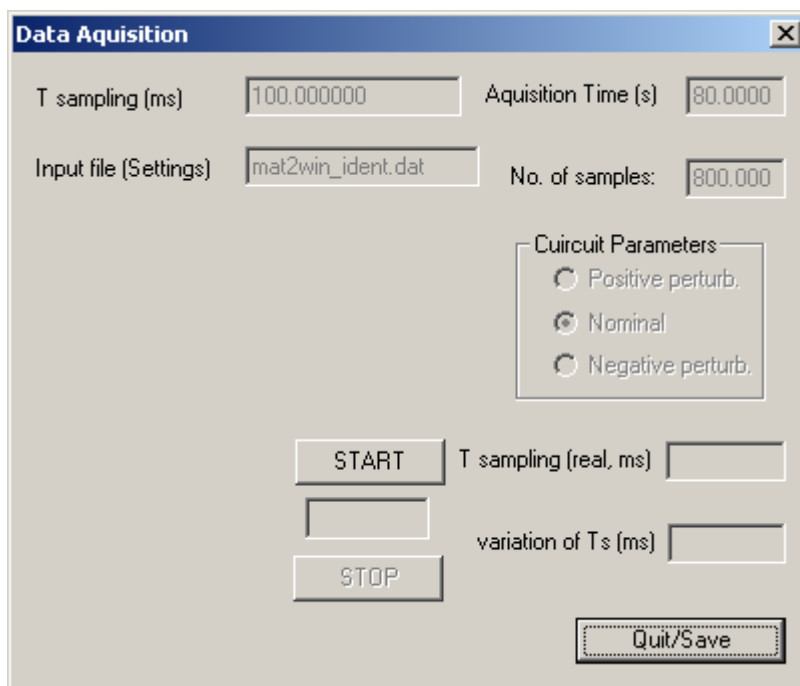 Data Aquisition
T sampling (ms) 100.000000 Aquisition Time (s) 80.0000
Input file (Settings) mat2win_ident.dat No. of samples: 800.000
Cuircuit Parameters
Positive perturb.
Nominal
Negative perturb.
START T sampling (real, ms)
variation of Ts (ms)
STOP
Quit/Save